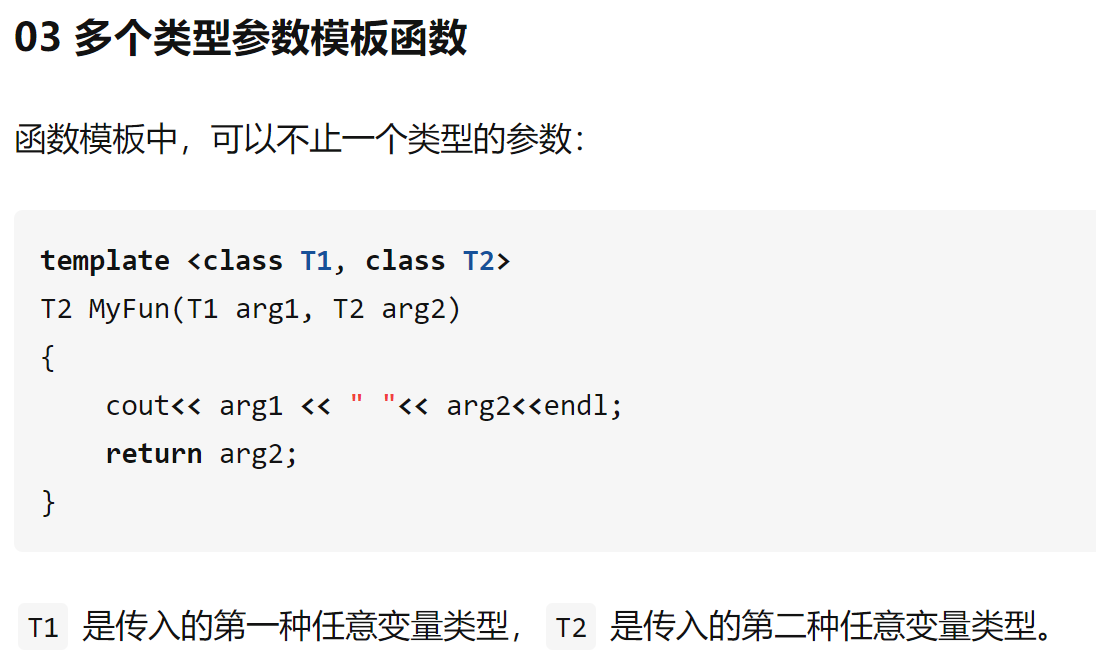 03 多个类型参数模板函数
函数模板中，可以不止一个类型的参数：
template <class T1, class T2>
T2 MyFun(T1 arg1, T2 arg2)
{
    cout<< arg1 << " "<< arg2<<endl;
    return arg2;
}
T1 是传入的第一种任意变量类型， T2 是传入的第二种任意变量类型。